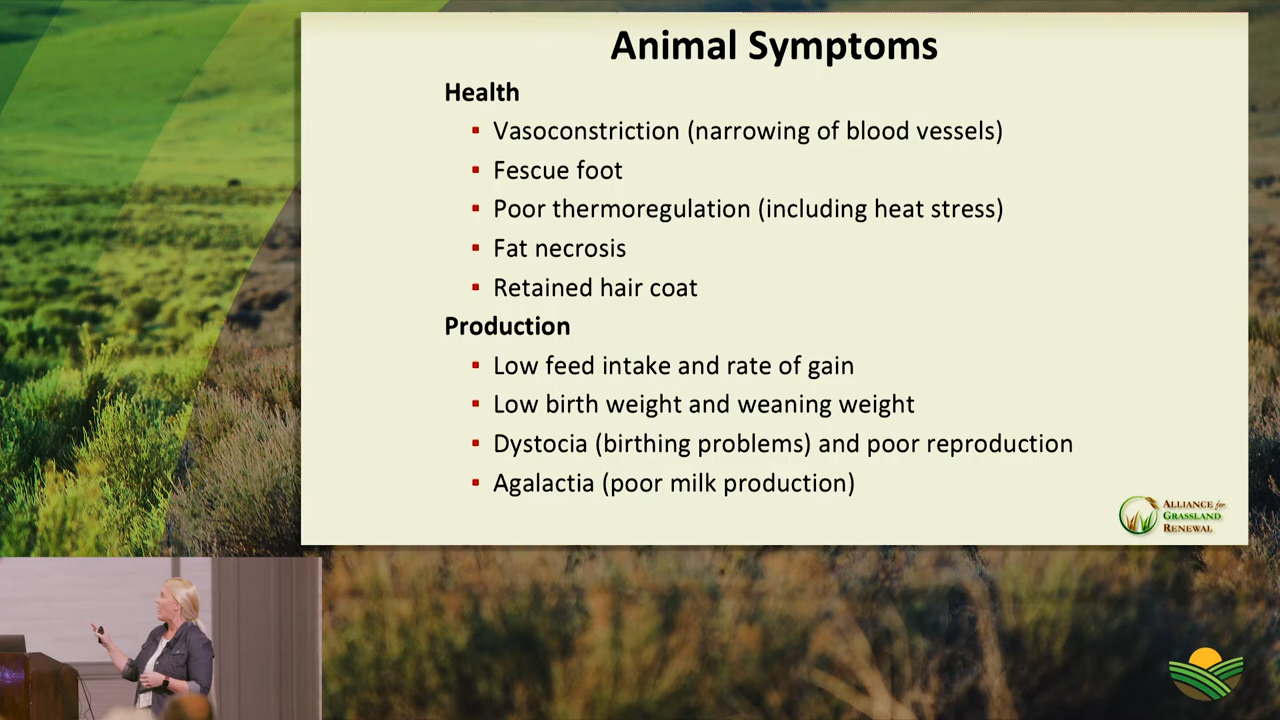 Animal Symptoms
Health
▪ Vasoconstriction (narrowing of blood vessels)
▪ Fescue foot
▪ Poor thermoregulation (including heat stress)
▪ Fat necrosis
▪ Retained hair coat
Production
▪ Low feed intake and rate of gain
▪ Low birth weight and weaning weight
▪ Dystocia (birthing problems) and poor reproduction
▪ Agalactia (poor milk production)
ALLIANCE for
GRASSLAND
RENEWAL